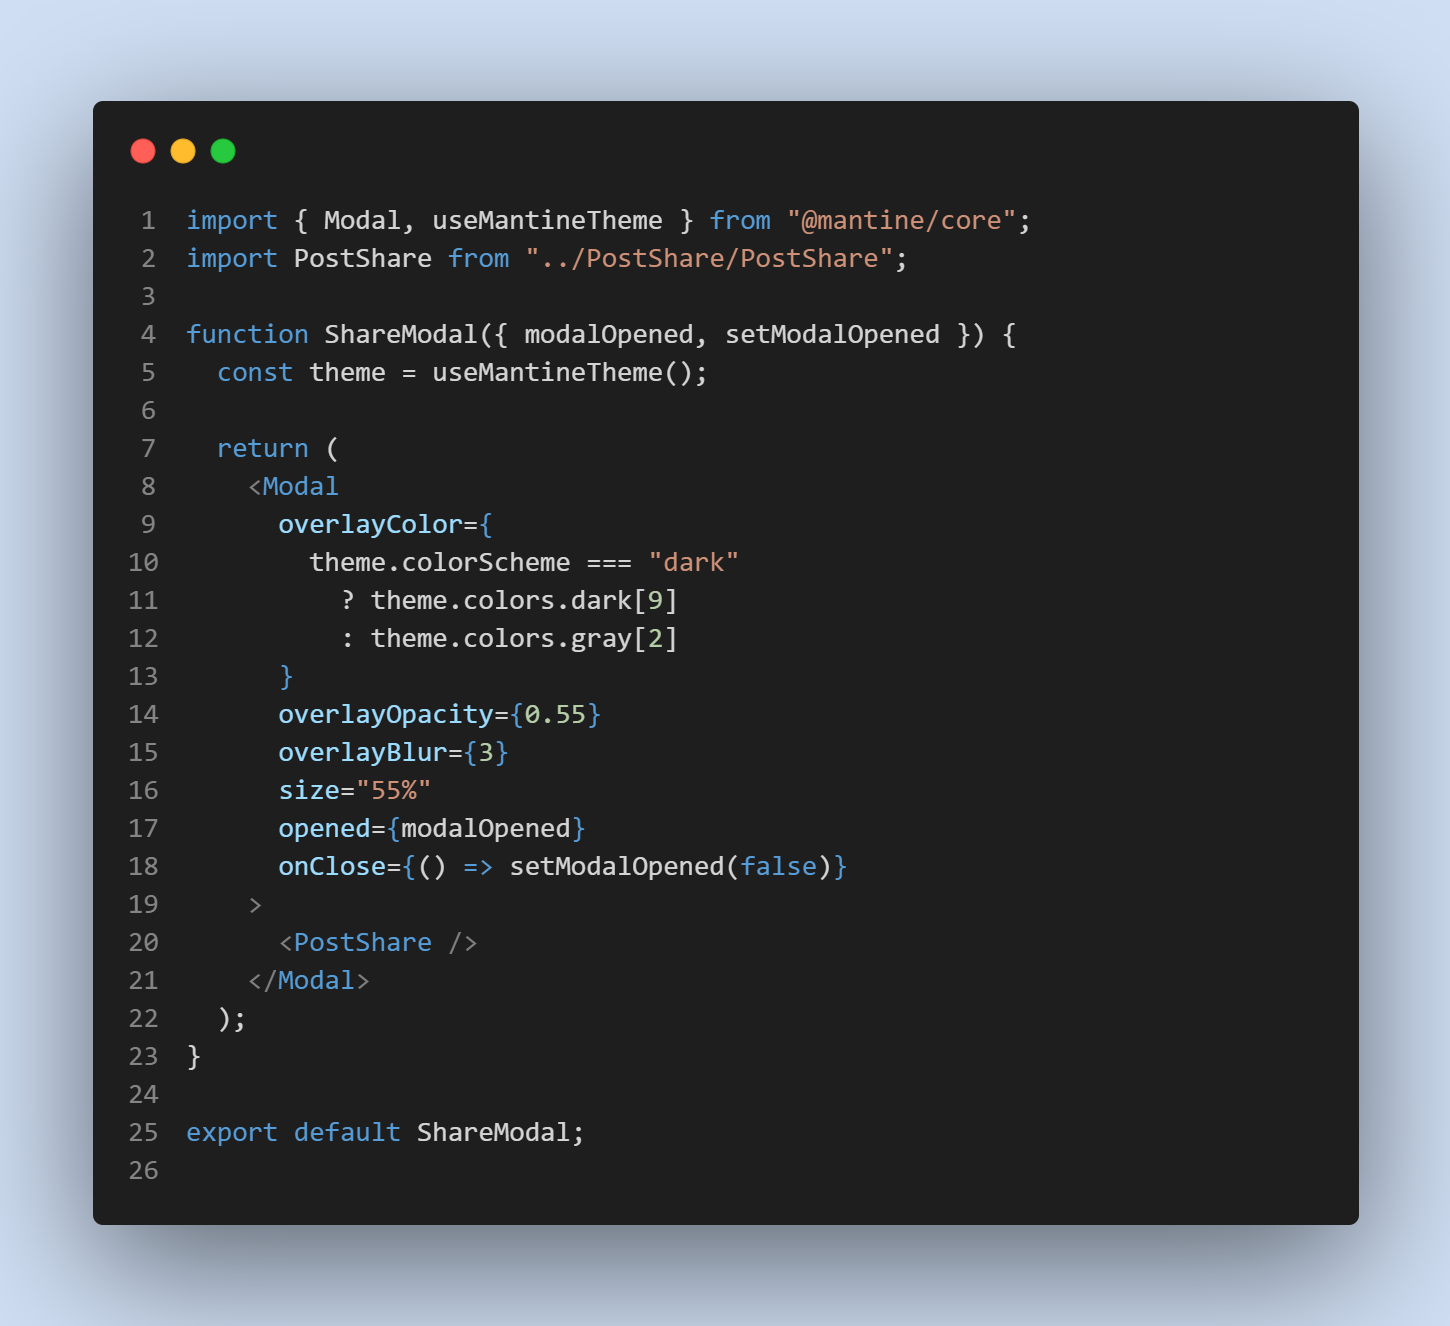 1 import { Modal, useMantineTheme } from "@mantine/core";
2 import PostShare from "../PostShare/PostShare";
3
4 function ShareModal({ modalOpened, setModalOpened }) {
5   const theme = useMantineTheme();
6
7   return (
8     <Modal
9       overlayColor={
10         theme.colorScheme === "dark"
11           ? theme.colors.dark[9]
12           : theme.colors.gray[2]
13       }
14       overlayOpacity={0.55}
15       overlayBlur={3}
16       size="55%"
17       opened={modalOpened}
18       onClose={() => setModalOpened(false)}
19     >
20       <PostShare />
21     </Modal>
22   );
23 }
24
25 export default ShareModal;
26